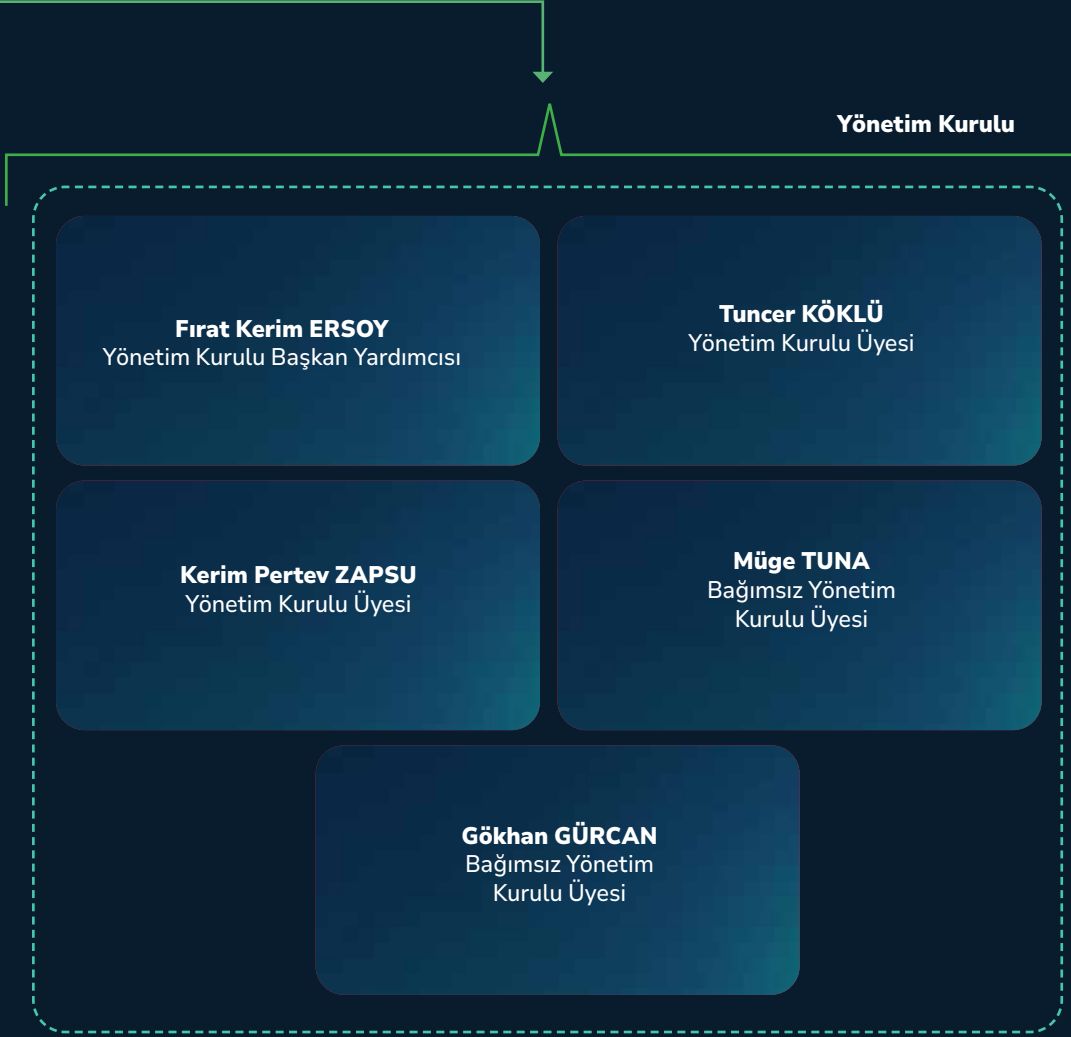 Yönetim Kurulu
Fırat Kerim ERSOY
Yönetim Kurulu Başkan Yardımcısı
Tuncer KÖKLÜ
Yönetim Kurulu Üyesi
Kerim Pertev ZAPSU
Yönetim Kurulu Üyesi
Müge TUNA
Bağımsız Yönetim
Kurulu Üyesi
Gökhan GÜRCAN
Bağımsız Yönetim
Kurulu Üyesi